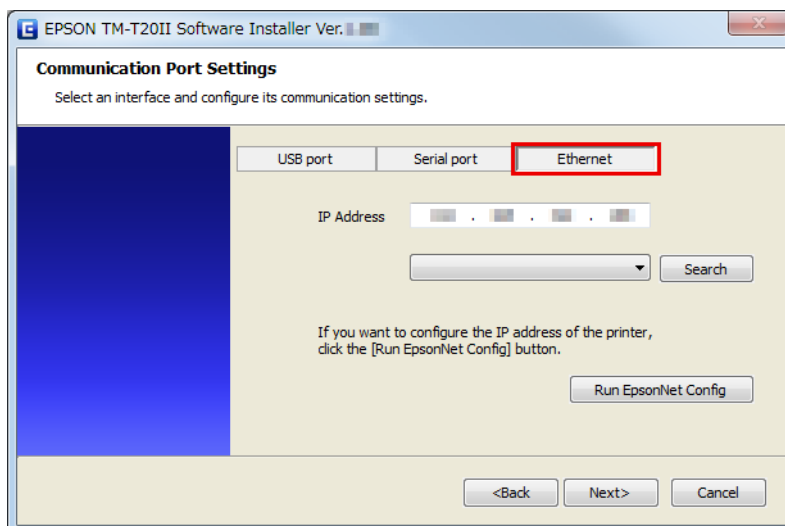 EPSON TM-T20II Software Installer Ver.
Communication Port Settings
Select an interface and configure its communication settings.
USB port
Serial port
Ethernet
IP Address . . .
Search
If you want to configure the IP address of the printer,
click the [Run EpsonNet Config] button.
Run EpsonNet Config
<Back
Next>
Cancel